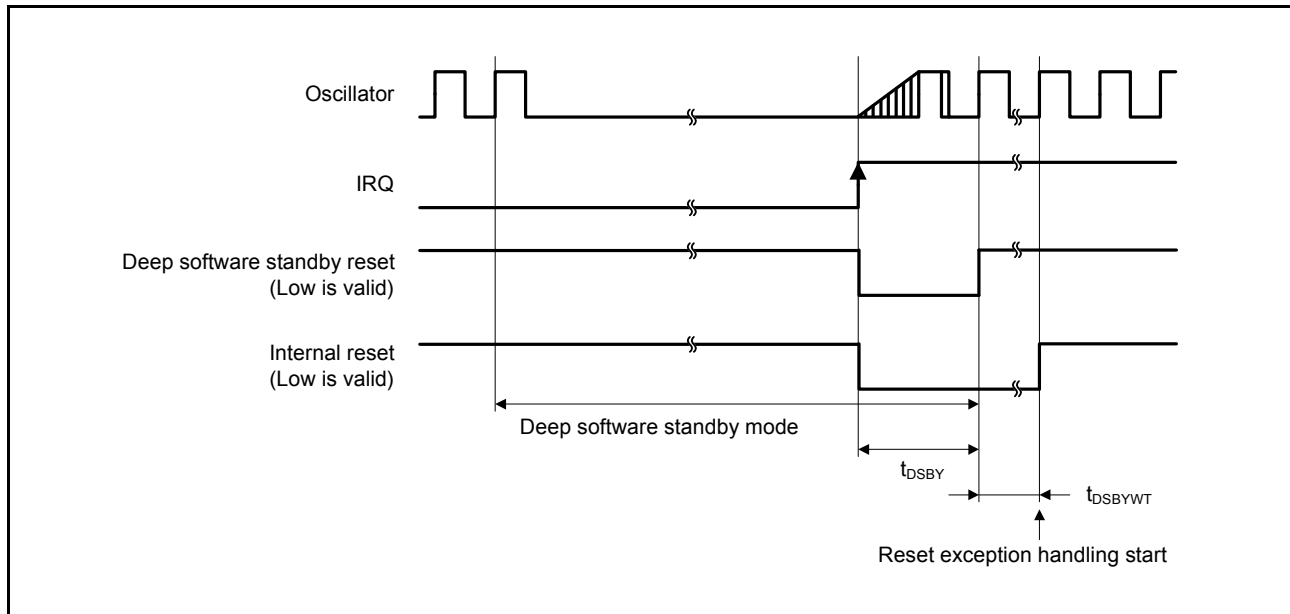 Oscillator
IRQ
Deep software standby reset
(Low is valid)
Internal reset
(Low is valid)
Deep software standby mode
tDSBY
tDSBYWT
Reset exception handling start